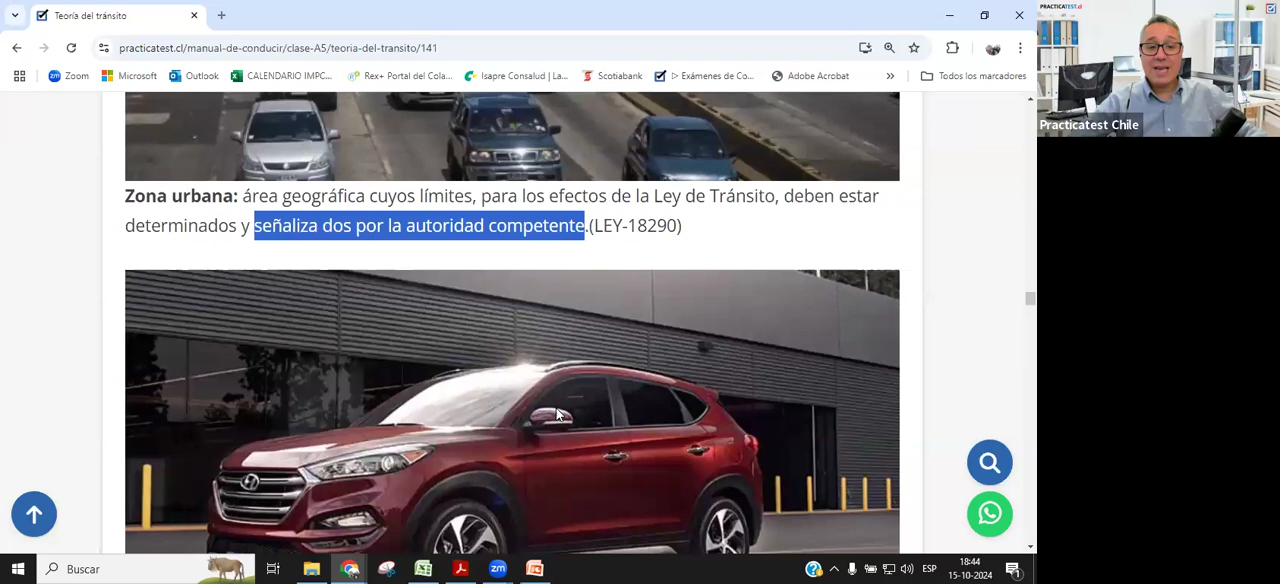 Teoría del tránsito
practicatest.cl/manual-de-conducir/clase-A5/teoria-del-transito/141
Zoom
Microsoft
Outlook
CALENDARIO IMPC...
Rex+ Portal del Cola...
Isapre Consalud | La...
Scotiabank
▷ Exámenes de Co...
Adobe Acrobat
»
Todos los marcadores
PRACTICATEST.cl
Practicatest Chile
Zona urbana: área geográfica cuyos límites, para los efectos de la Ley de Tránsito, deben estar
determinados y señaliza dos por la autoridad competente.(LEY-18290)
Buscar
ESP
18:44
15-10-2024